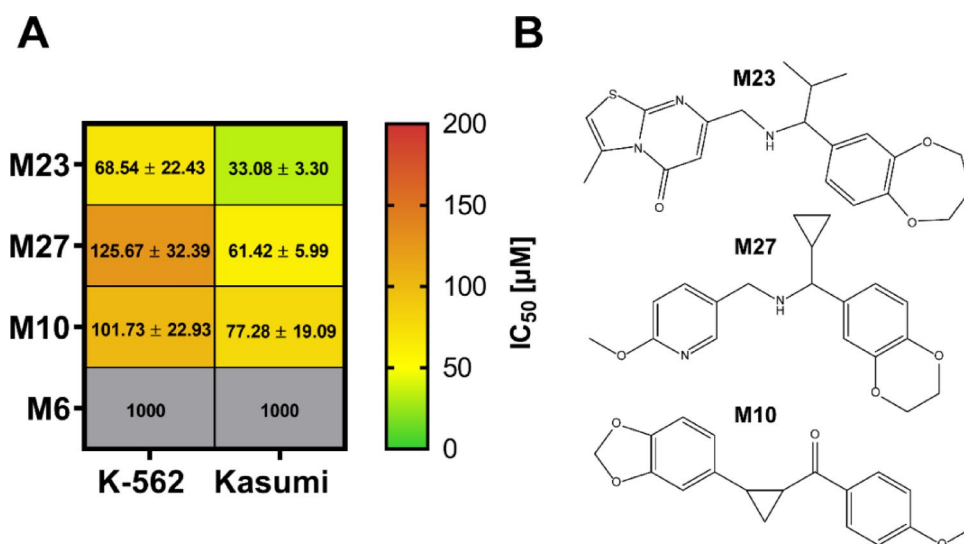 A
M23
68.54 ± 22.43
33.08 ± 3.30
M27
125.67 ± 32.39
61.42 ± 5.99
M10
101.73 ± 22.93
77.28 ± 19.09
M6
1000
1000
K-562
Kasumi
200
150
100
50
0
IC50 [µM]
B
M23
S
N
N
O
N
H
O
O
M27
O
N
N
H
O
O
M10
O
O
O
O